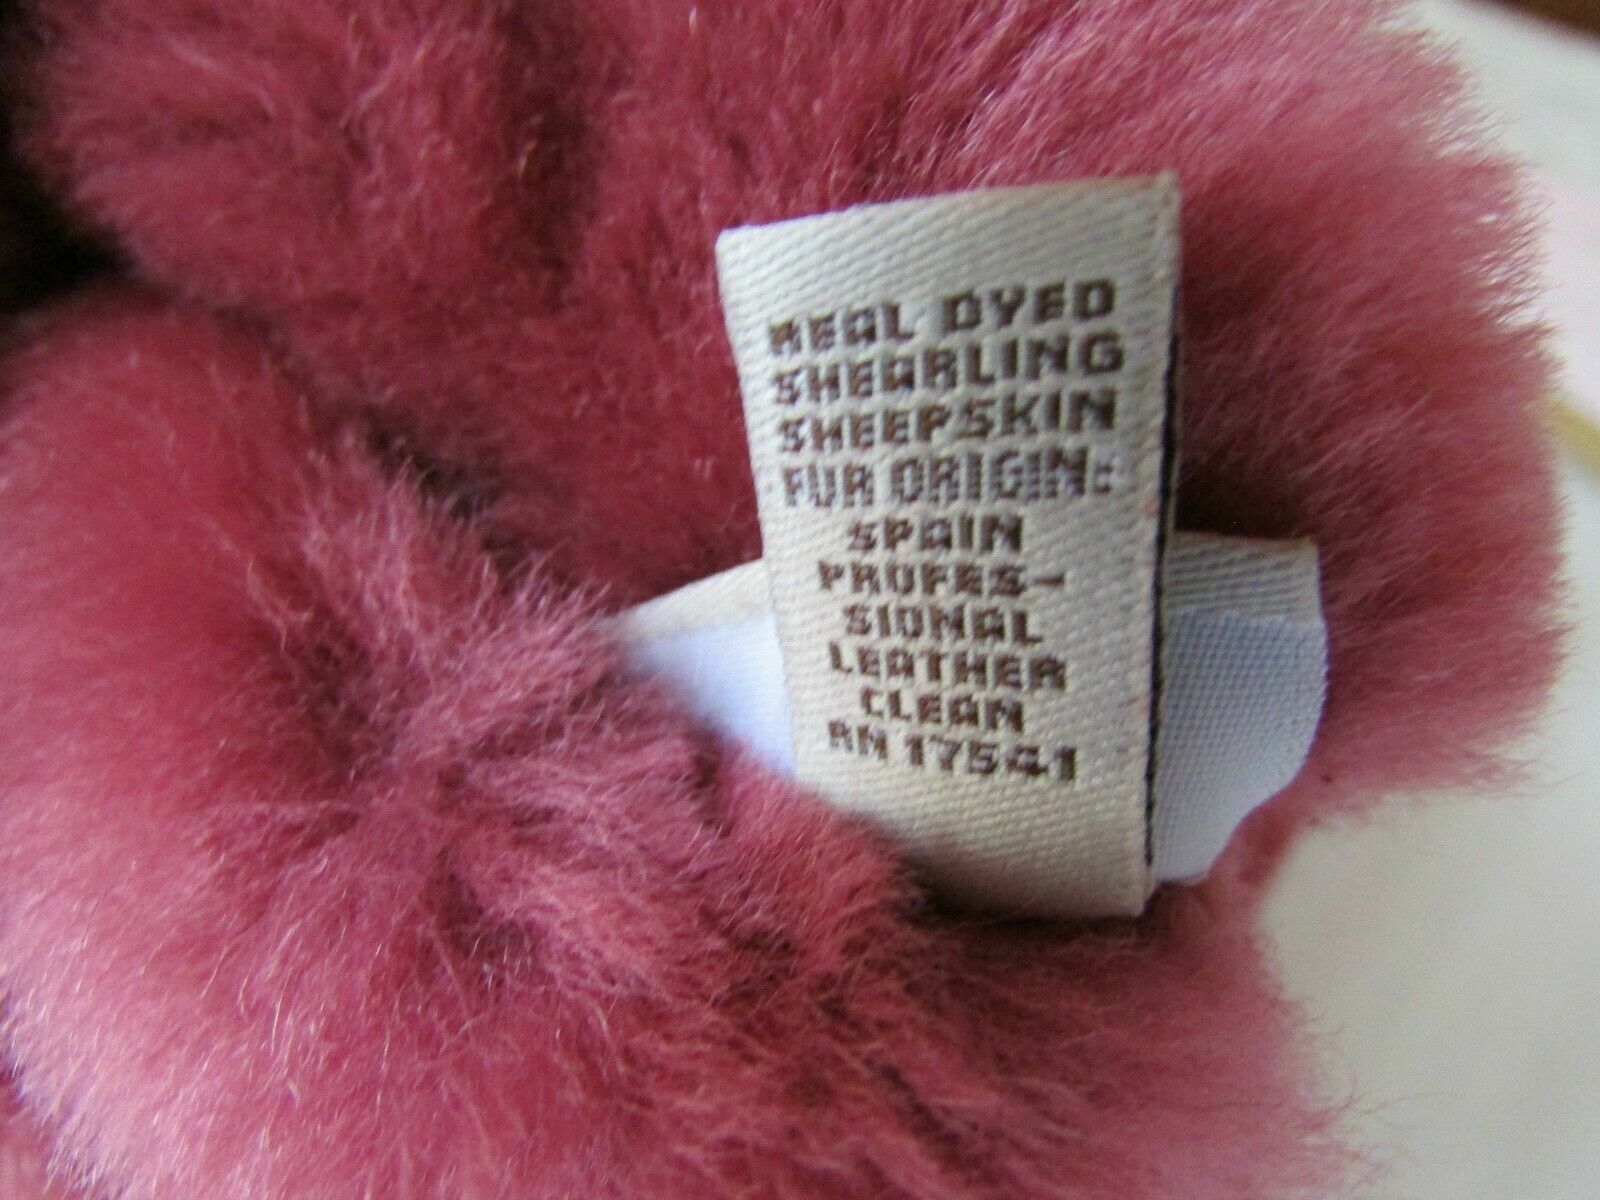 REAL DYED
SHEARLING
SHEEPSKIN
FUR ORIGIN:
SPAIN
PROFES-
SIONAL
LEATHER
CLEAN
RN 17541